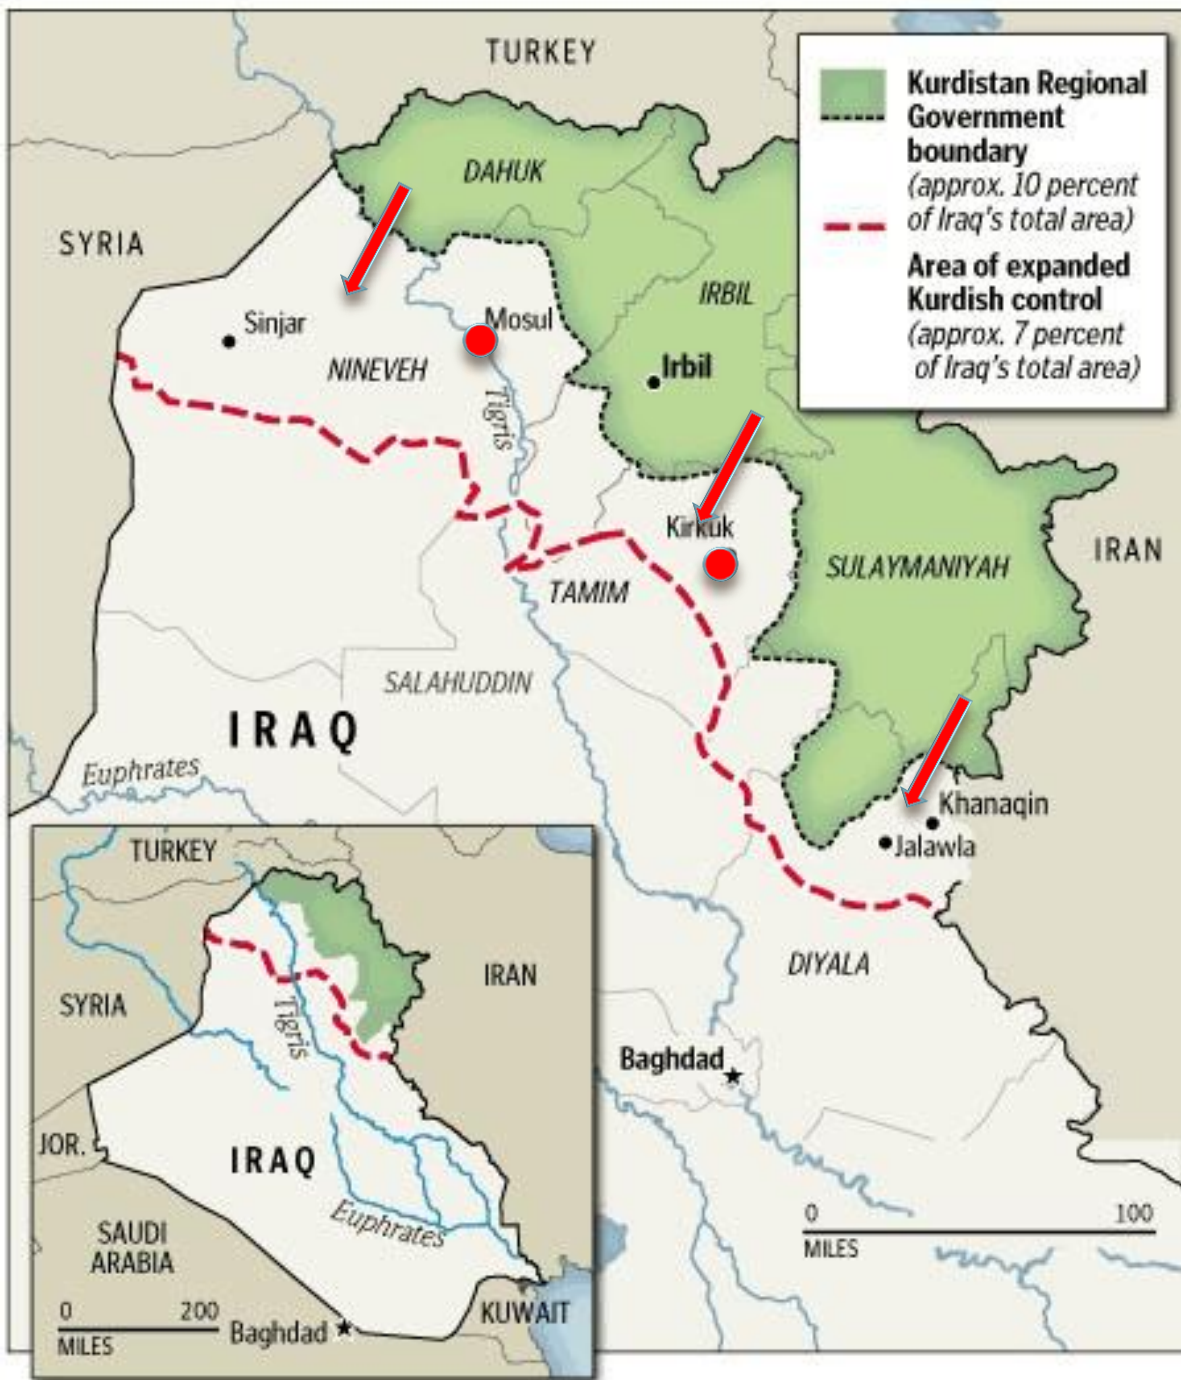 TURKEY
Kurdistan Regional
Government
boundary
(approx. 10 percent
of Iraq's total area)
Area of expanded
Kurdish control
(approx. 7 percent
of Iraq's total area)
DAHUK
SYRIA
IRBIL
Sinjar
Mosul
NINEVEH
Irbil
Tigris
Kirkuk
IRAN
SULAYMANIYAH
TAMIM
SALAHUDDIN
IRAQ
Euphrates
Khanaqin
Jalawla
DIYALA
Baghdad
0 100
MILES
TURKEY
IRAN
SYRIA
Tigris
JOR.
IRAQ
Euphrates
SAUDI
ARABIA
KUWAIT
0 200
MILES
Baghdad